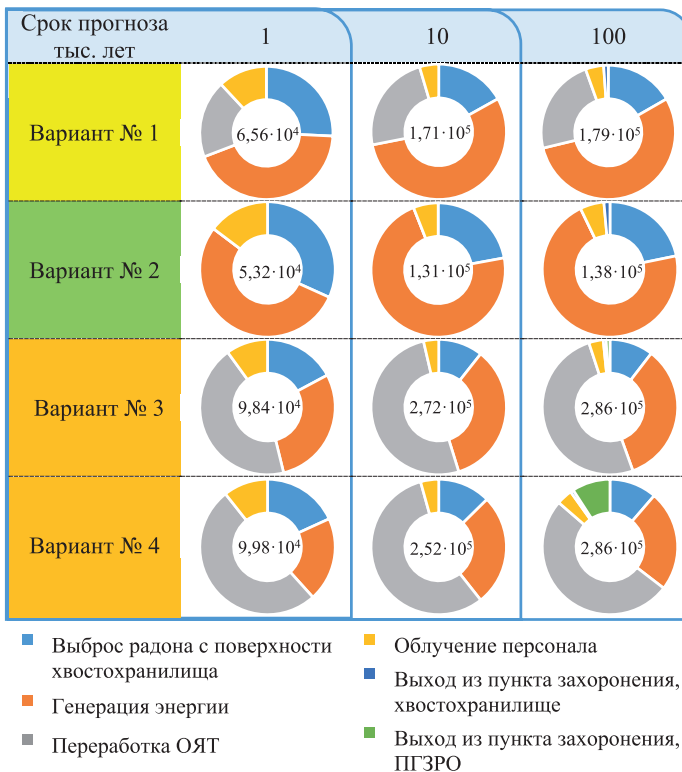 Срок прогноза
тыс. лет
1
10
100
Вариант № 1
6,56·10⁴
1,71·10⁵
1,79·10⁵
Вариант № 2
5,32·10⁴
1,31·10⁵
1,38·10⁵
Вариант № 3
9,84·10⁴
2,72·10⁵
2,86·10⁵
Вариант № 4
9,98·10⁴
2,52·10⁵
2,86·10⁵
Выброс радона с поверхности
хвостохранилища
Генерация энергии
Переработка ОЯТ
Облучение персонала
Выход из пункта захоронения,
хвостохранилище
Выход из пункта захоронения,
ПГЗРО